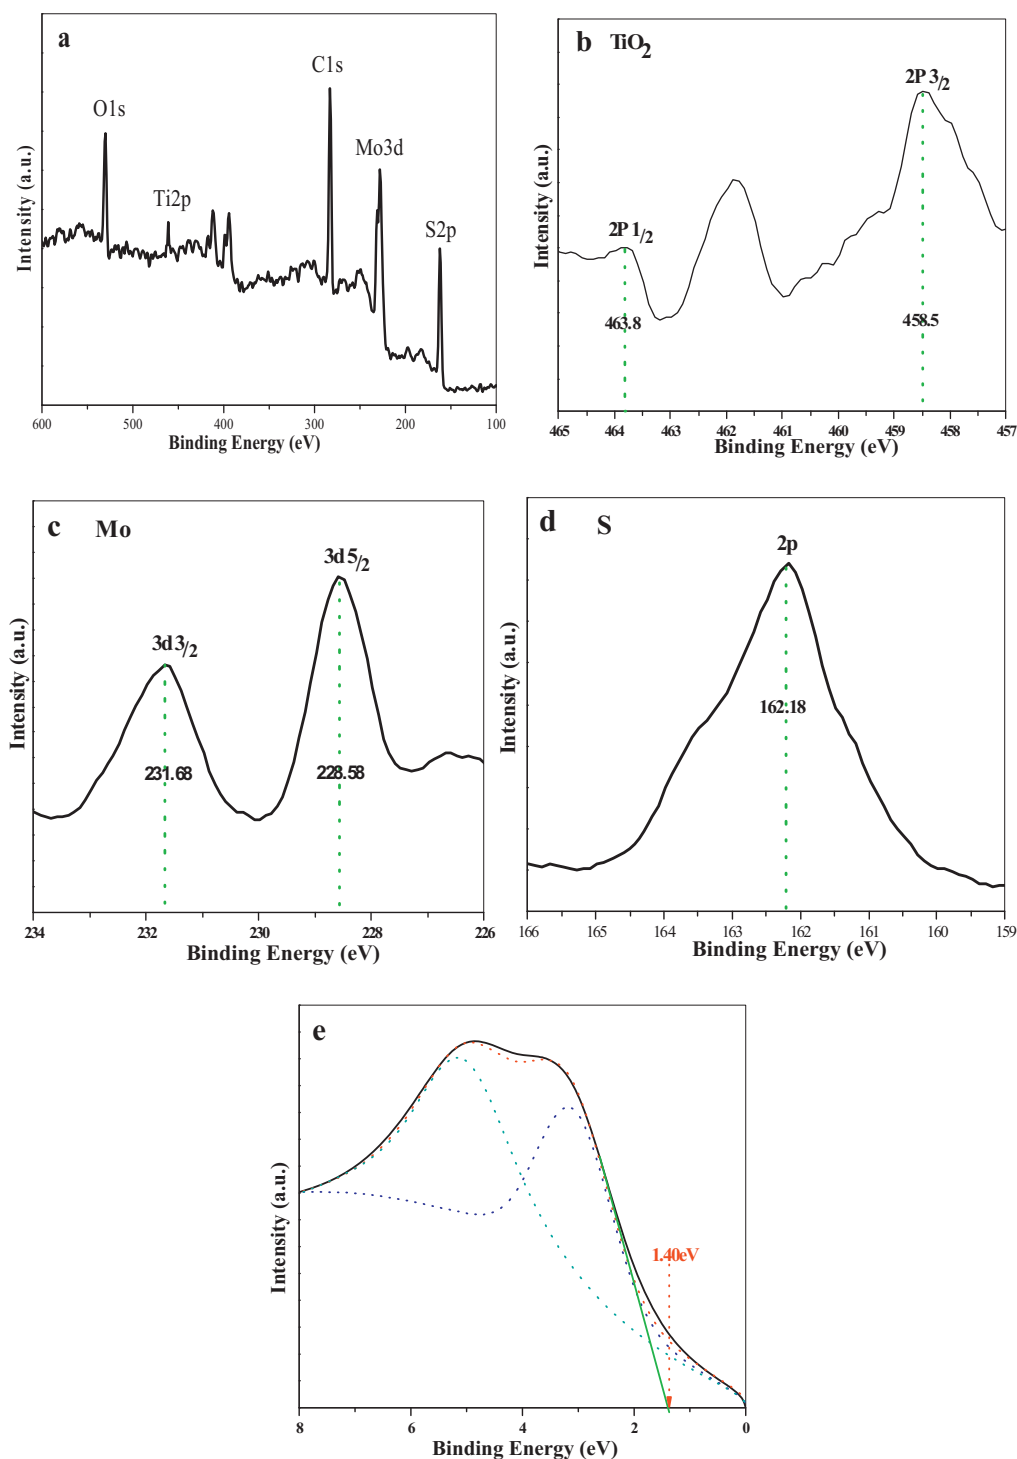 a
C1s
O1s
Mo3d
Ti2p
S2p
Intensity (a.u.)
600 500 400 300 200 100
Binding Energy (eV)
b TiO2
2P 3/2
2P 1/2
463.8
458.5
Intensity (a.u.)
465 464 463 462 461 460 459 458 457
Binding Energy (eV)
c Mo
3d 5/2
3d 3/2
231.68
228.58
Intensity (a.u.)
234 232 230 228 226
Binding Energy (eV)
d S
2p
162.18
Intensity (a.u.)
166 165 164 163 162 161 160 159
Binding Energy (eV)
e
1.40eV
Intensity (a.u.)
8 6 4 2 0
Binding Energy (eV)